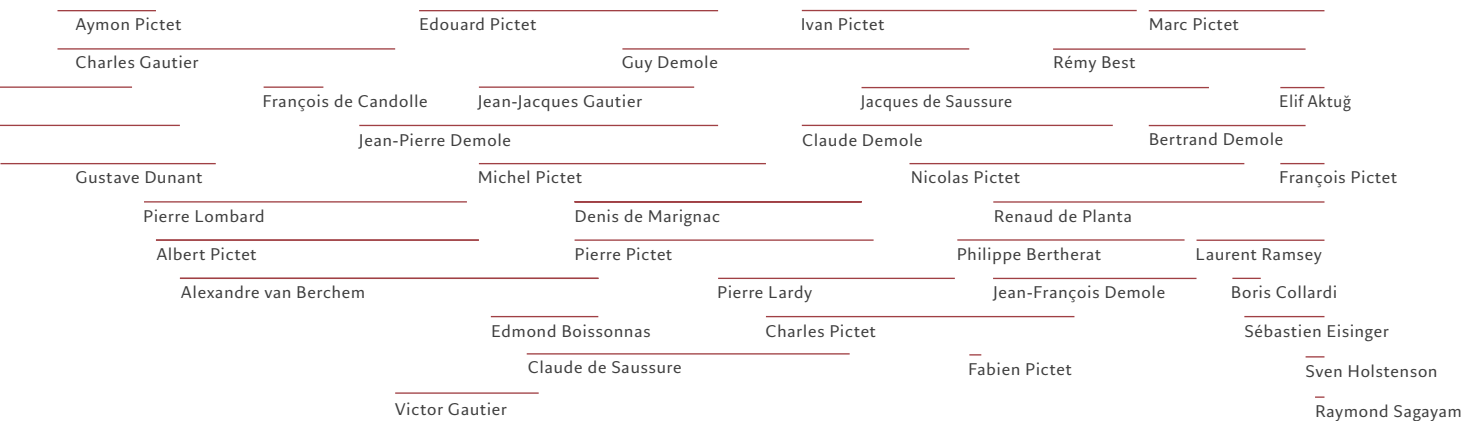 Aymon Pictet Edouard Pictet Ivan Pictet Marc Pictet
Charles Gautier Guy Demole Rémy Best
François de Candolle Jean-Jacques Gautier Jacques de Saussure Elif Aktuğ
Jean-Pierre Demole Claude Demole Bertrand Demole
Gustave Dunant Michel Pictet Nicolas Pictet François Pictet
Pierre Lombard Denis de Marignac Renaud de Planta
Albert Pictet Pierre Pictet Philippe Bertherat Laurent Ramsey
Alexandre van Berchem Pierre Lardy Jean-François Demole Boris Collardi
Edmond Boissonnas Charles Pictet Sébastien Eisinger
Claude de Saussure Fabien Pictet Sven Holstenson
Victor Gautier Raymond Sagayam